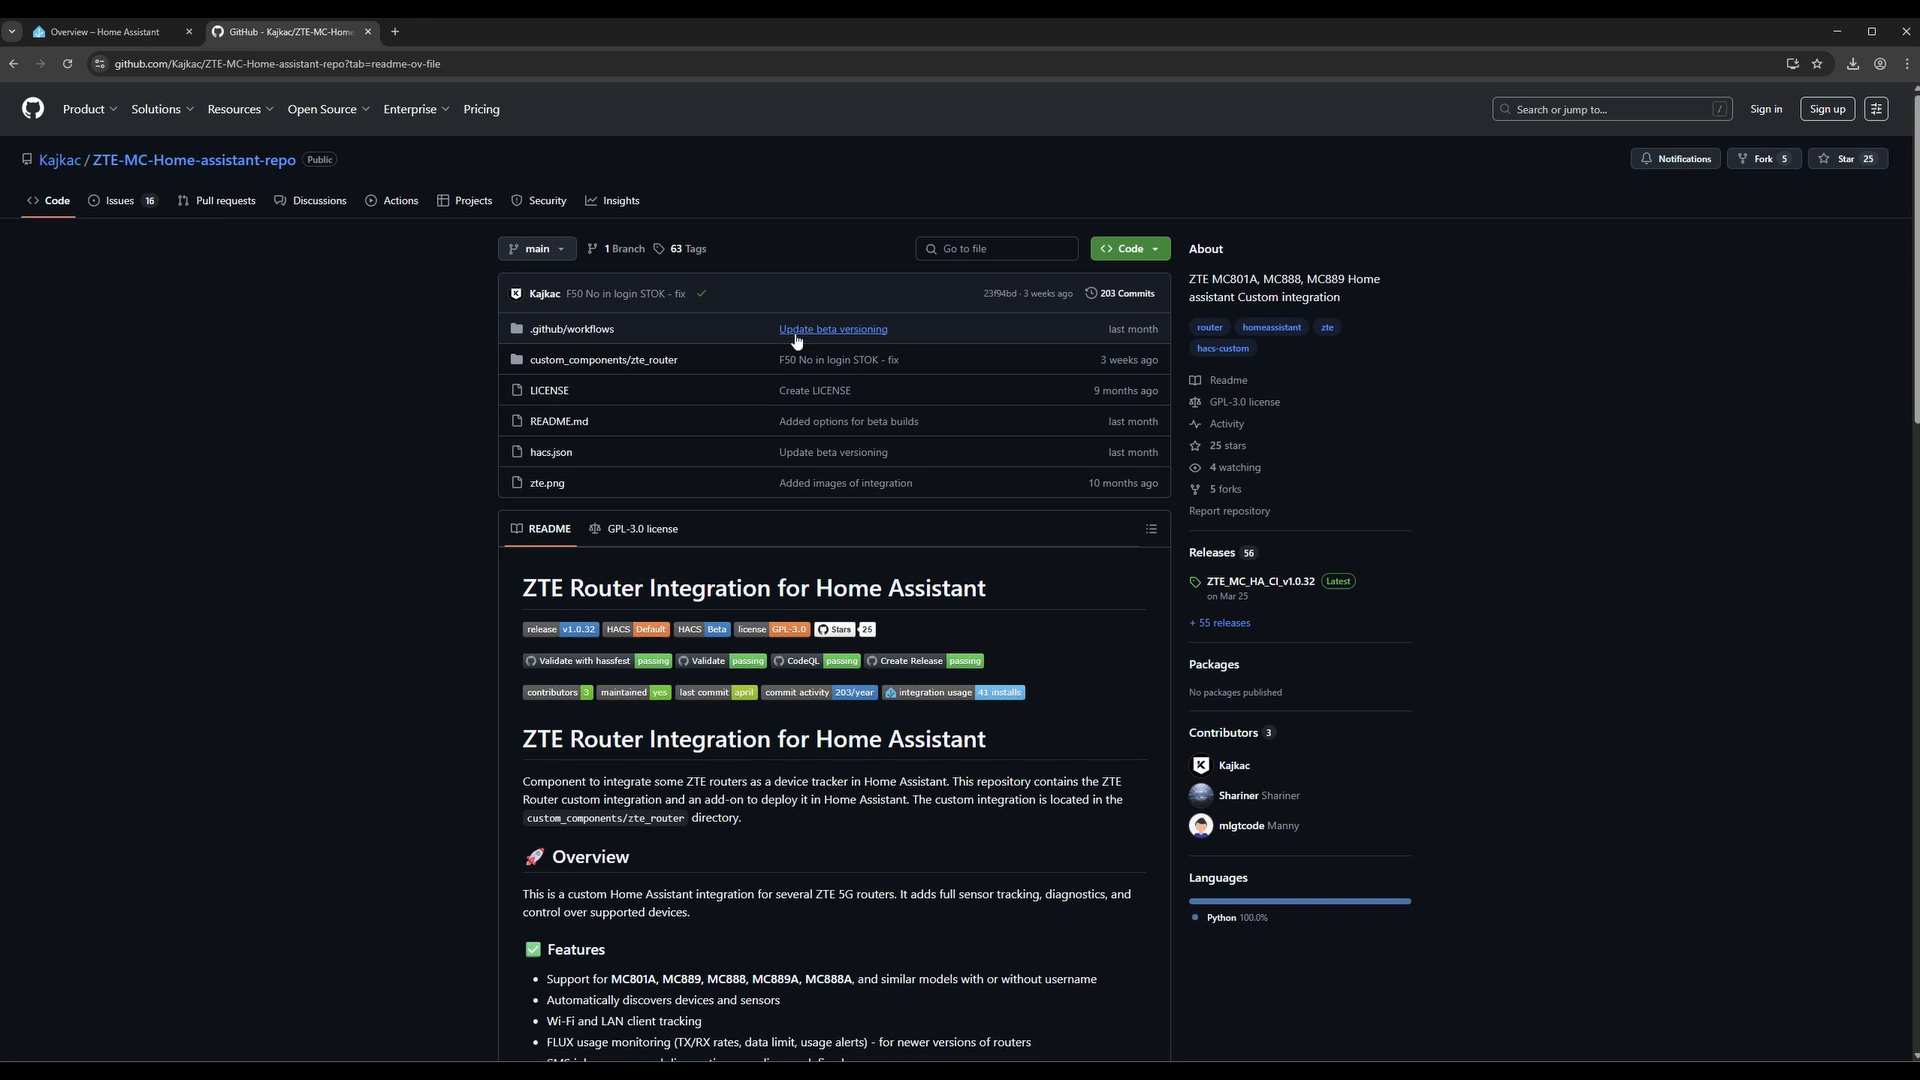 Overview – Home Assistant
GitHub - Kajkac/ZTE-MC-Home
github.com/Kajkac/ZTE-MC-Home-assistant-repo?tab=readme-ov-file
Product Solutions Resources Open Source Enterprise Pricing
Search or jump to... /
Sign in
Sign up
Kajkac / ZTE-MC-Home-assistant-repo Public
Notifications
Fork 5
Star 25
Code Issues 16 Pull requests Discussions Actions Projects Security Insights
main 1 Branch 63 Tags
Go to file
Code
Kajkac F50 No in login STOK - fix 23f94bd · 3 weeks ago 203 Commits
.github/workflows Update beta versioning last month
custom_components/zte_router F50 No in login STOK - fix 3 weeks ago
LICENSE Create LICENSE 9 months ago
README.md Added options for beta builds last month
hacs.json Update beta versioning last month
zte.png Added images of integration 10 months ago
README GPL-3.0 license
ZTE Router Integration for Home Assistant
release v1.0.32 HACS Default HACS Beta license GPL-3.0 Stars 25
Validate with hassfest passing Validate passing CodeQL passing Create Release passing
contributors 3 maintained yes last commit april commit activity 203/year integration usage 41 installs
ZTE Router Integration for Home Assistant
Component to integrate some ZTE routers as a device tracker in Home Assistant. This repository contains the ZTE
Router custom integration and an add-on to deploy it in Home Assistant. The custom integration is located in the
custom_components/zte_router directory.
🚀 Overview
This is a custom Home Assistant integration for several ZTE 5G routers. It adds full sensor tracking, diagnostics, and
control over supported devices.
✅ Features
• Support for MC801A, MC889, MC888, MC889A, MC888A, and similar models with or without username
• Automatically discovers devices and sensors
• Wi-Fi and LAN client tracking
• FLUX usage monitoring (TX/RX rates, data limit, usage alerts) - for newer versions of routers
About
ZTE MC801A, MC888, MC889 Home
assistant Custom integration
router homeassistant zte
hacs-custom
Readme
GPL-3.0 license
Activity
25 stars
4 watching
5 forks
Report repository
Releases 56
ZTE_MC_HA_CI_v1.0.32 Latest
on Mar 25
+ 55 releases
Packages
No packages published
Contributors 3
Kajkac
Shariner Shariner
mlgtcode Manny
Languages
Python 100.0%